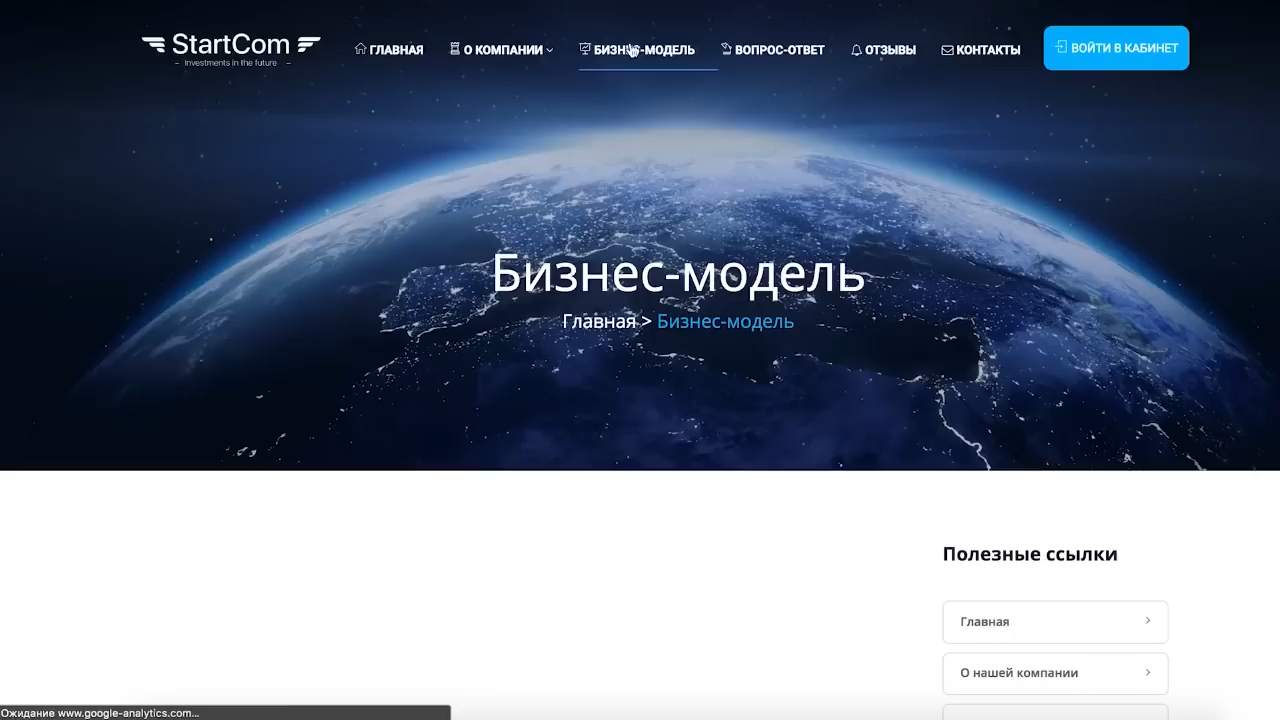 StartCom
– Investments in the future –
ГЛАВНАЯ
О КОМПАНИИ
БИЗНЕС-МОДЕЛЬ
ВОПРОС-ОТВЕТ
ОТЗЫВЫ
КОНТАКТЫ
ВОЙТИ В КАБИНЕТ
Бизнес-модель
Главная > Бизнес-модель
Полезные ссылки
Главная
О нашей компании
Ожидание www.google-analytics.com...